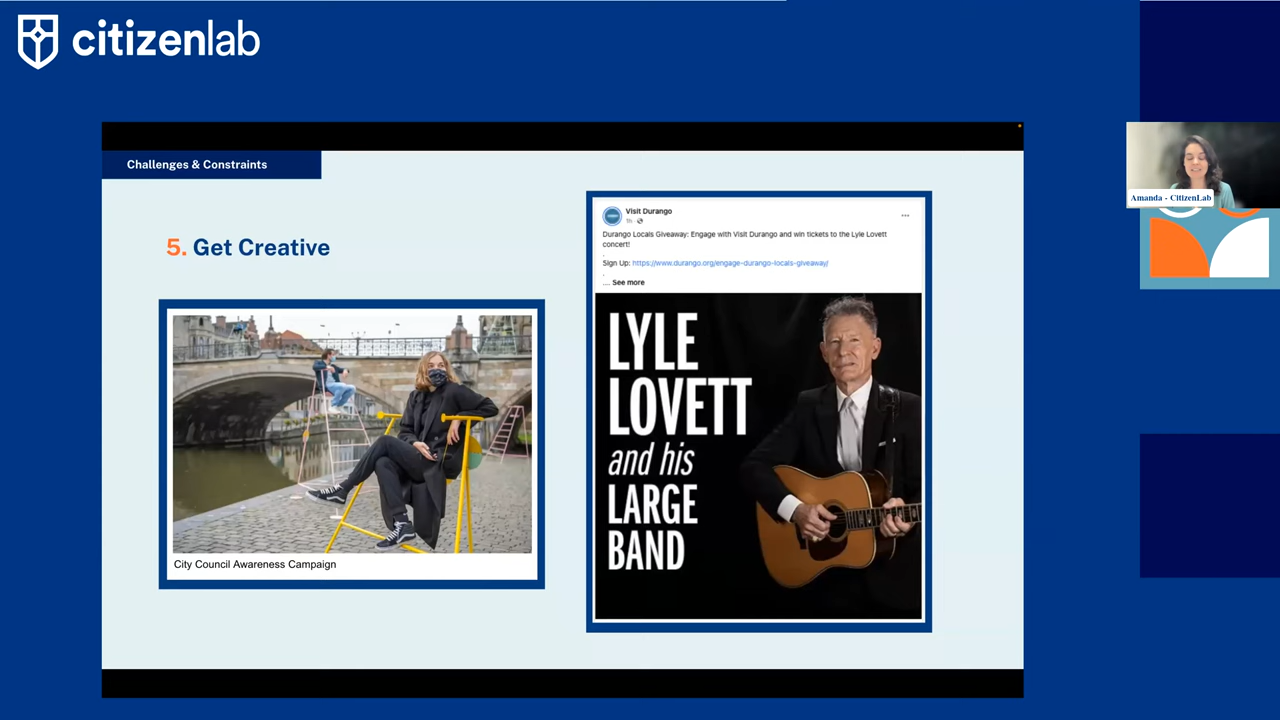 citizenlab
Challenges & Constraints
5. Get Creative
City Council Awareness Campaign
Visit Durango
Durango Locals Giveaway: Engage with Visit Durango and win tickets to the Lyle Lovett
concert!
.
Sign Up: https://www.durango.org/engage-durango-locals-giveaway/
.
.... See more
LYLE
LOVETT
and his
LARGE
BAND
Amanda - CitizenLab